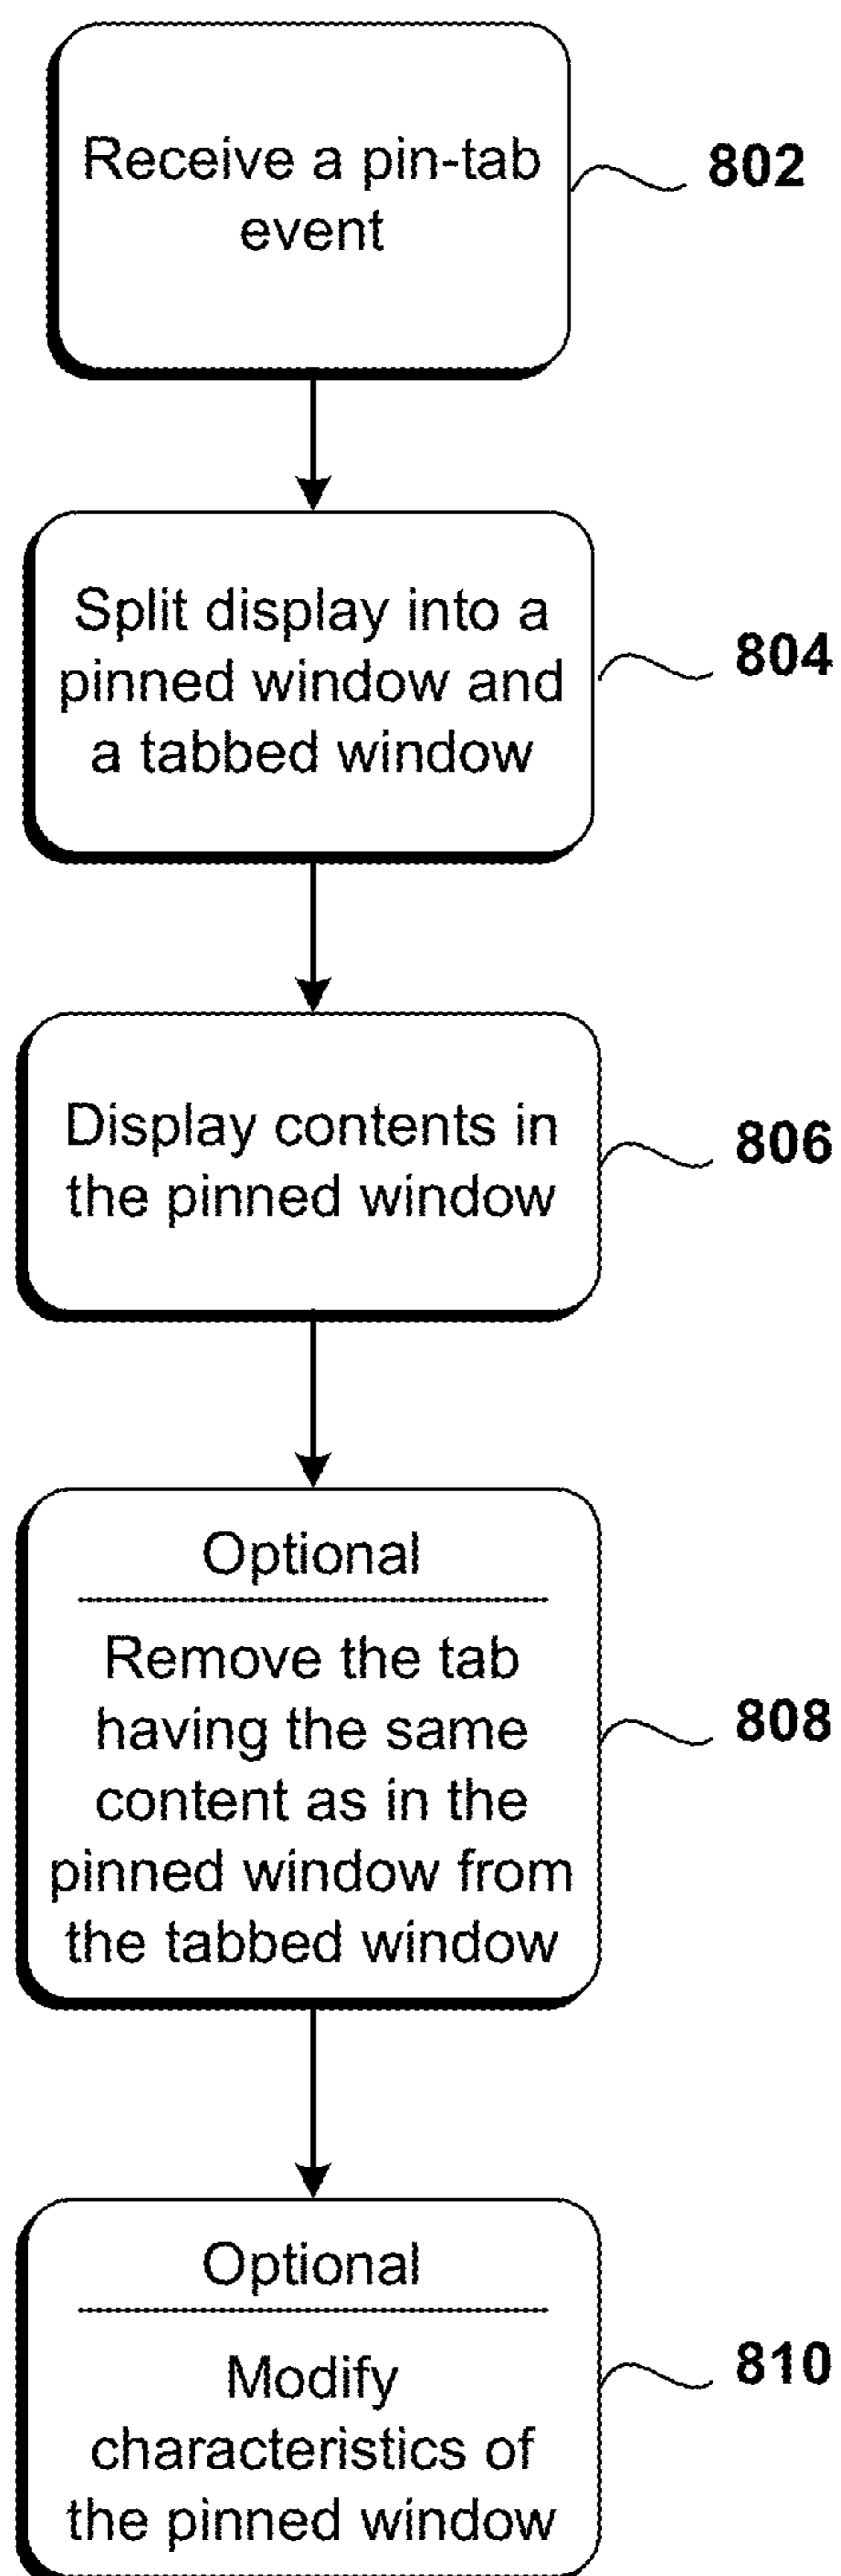 Receive a pin-tab
event
802
Split display into a
pinned window and
a tabbed window
804
Display contents in
the pinned window
806
Optional
Remove the tab
having the same
content as in the
pinned window from
the tabbed window
808
Optional
Modify
characteristics of
the pinned window
810